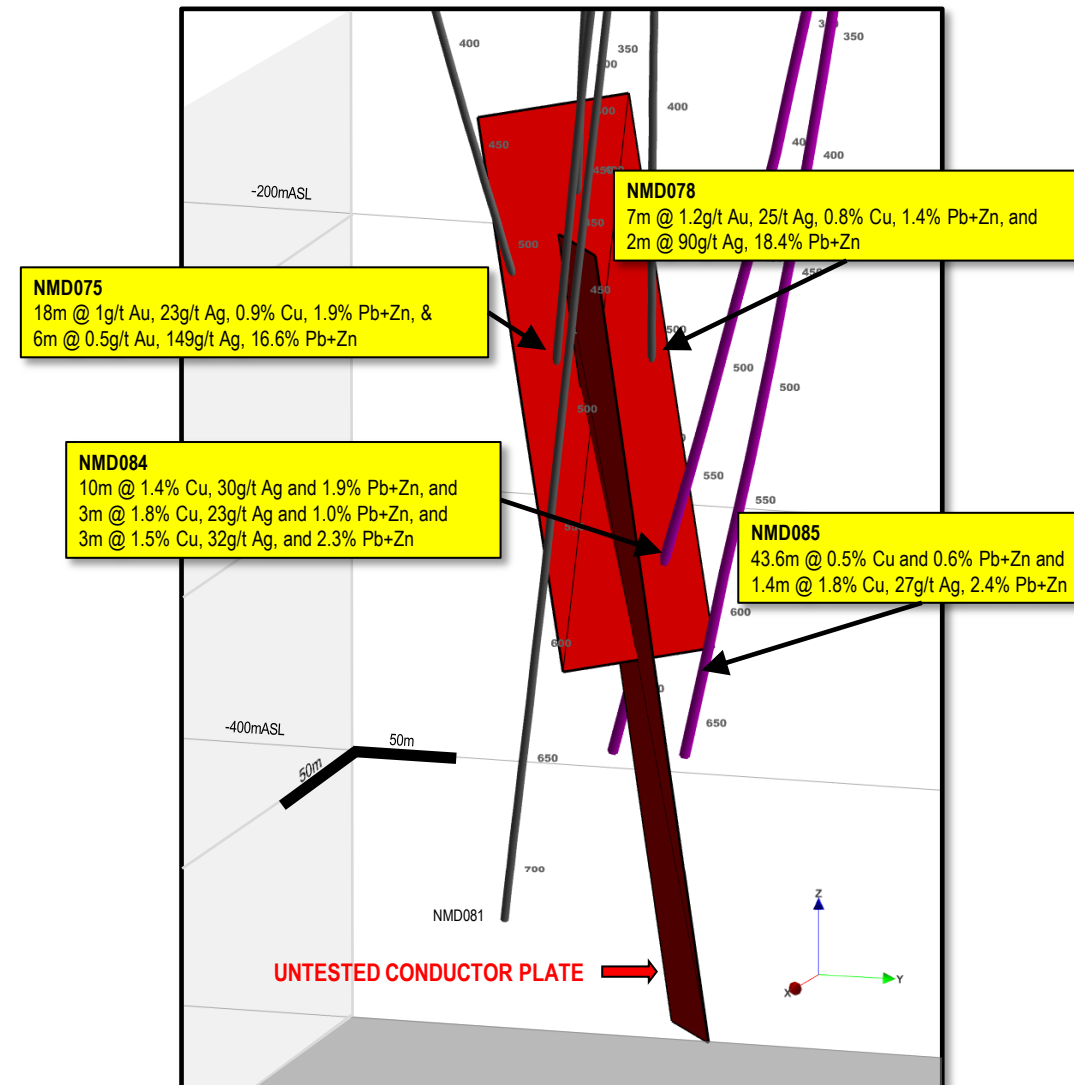 400
350
350
400
450
400
450
-200mASL
NMD078
7m @ 1.2g/t Au, 25/t Ag, 0.8% Cu, 1.4% Pb+Zn, and
2m @ 90g/t Ag, 18.4% Pb+Zn
500
450
NMD075
18m @ 1g/t Au, 23g/t Ag, 0.9% Cu, 1.9% Pb+Zn, &
6m @ 0.5g/t Au, 149g/t Ag, 16.6% Pb+Zn
500
500
500
500
NMD084
10m @ 1.4% Cu, 30g/t Ag and 1.9% Pb+Zn, and
3m @ 1.8% Cu, 23g/t Ag and 1.0% Pb+Zn, and
3m @ 1.5% Cu, 32g/t Ag, and 2.3% Pb+Zn
550
550
NMD085
43.6m @ 0.5% Cu and 0.6% Pb+Zn and
1.4m @ 1.8% Cu, 27g/t Ag, 2.4% Pb+Zn
600
600
-400mASL
50m
50m
650
650
700
NMD081
UNTESTED CONDUCTOR PLATE
Z
Y
X